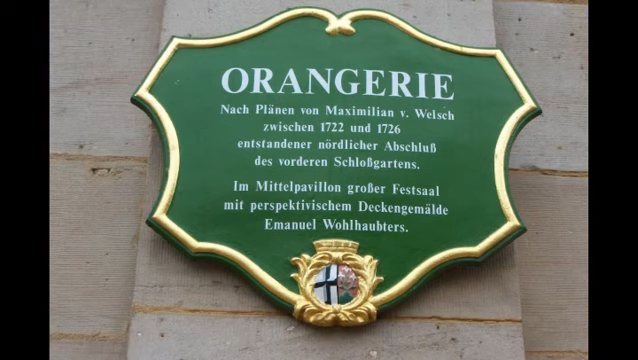 ORANGERIE
Nach Plänen von Maximilian v. Welsch
zwischen 1722 und 1726
entstandener nördlicher Abschluß
des vorderen Schloßgartens.
Im Mittelpavillon großer Festsaal
mit perspektivischem Deckengemälde
Emanuel Wohlhaubters.